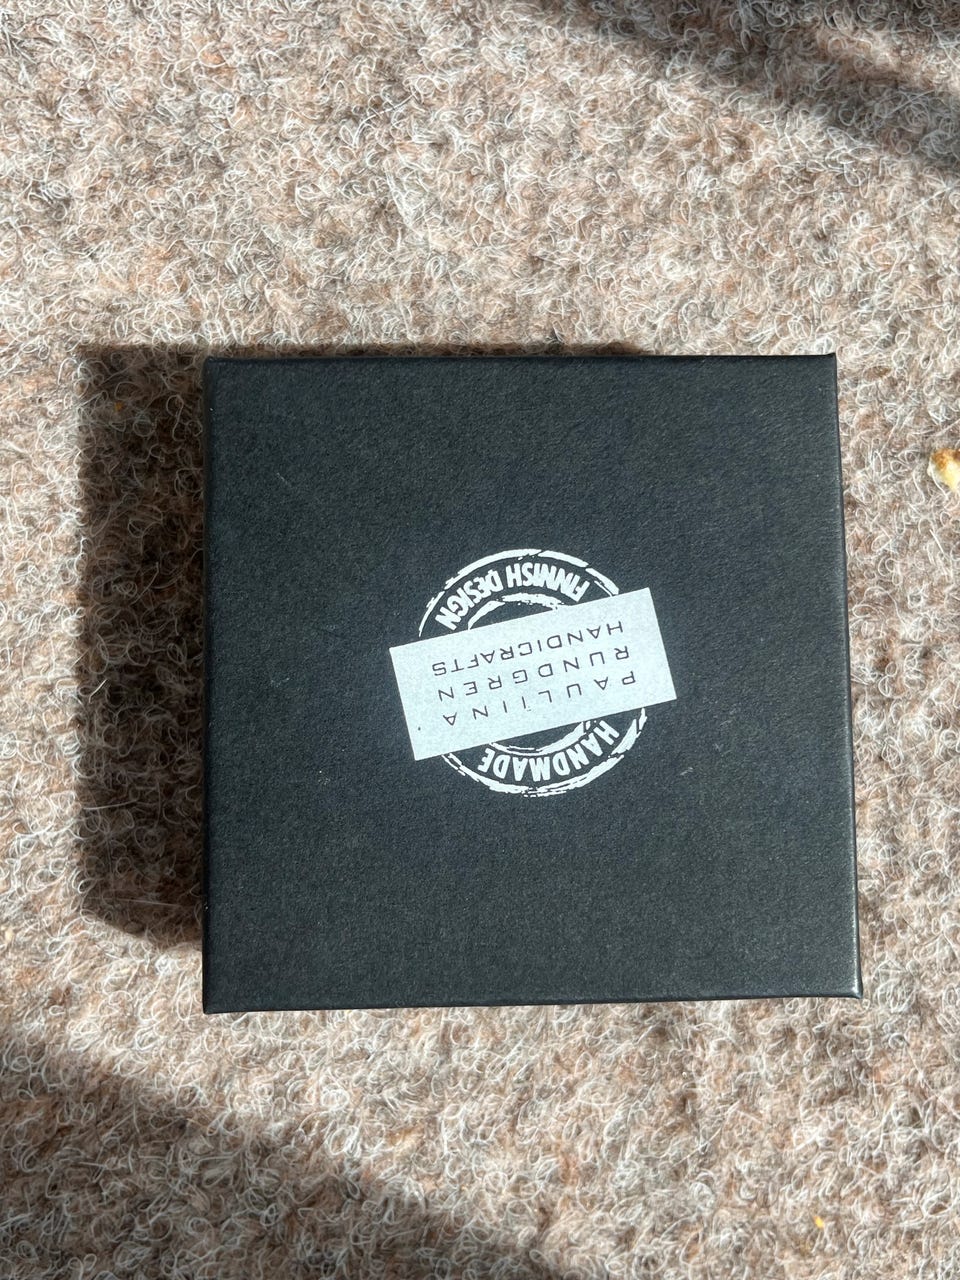 HANDMADE
PAULIINA
RUNDGREN
HANDICRAFTS
FINNISH DESIGN